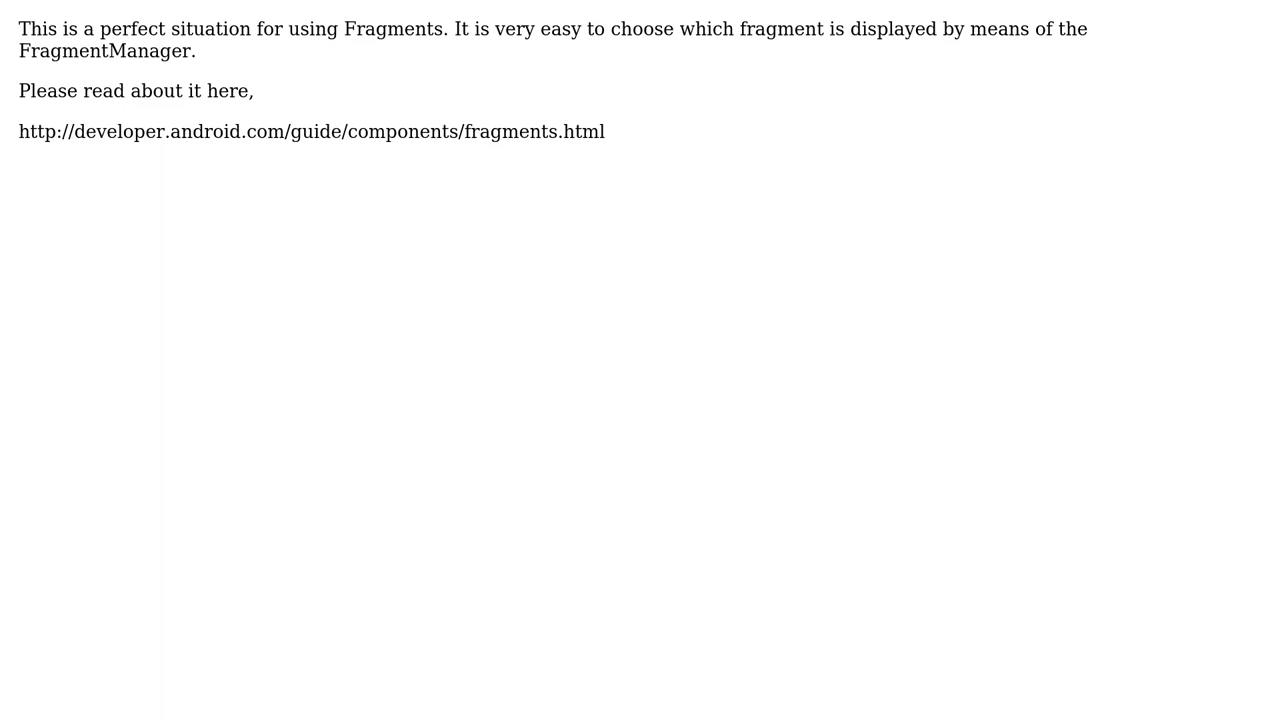 This is a perfect situation for using Fragments. It is very easy to choose which fragment is displayed by means of the
FragmentManager.
Please read about it here,
http://developer.android.com/guide/components/fragments.html